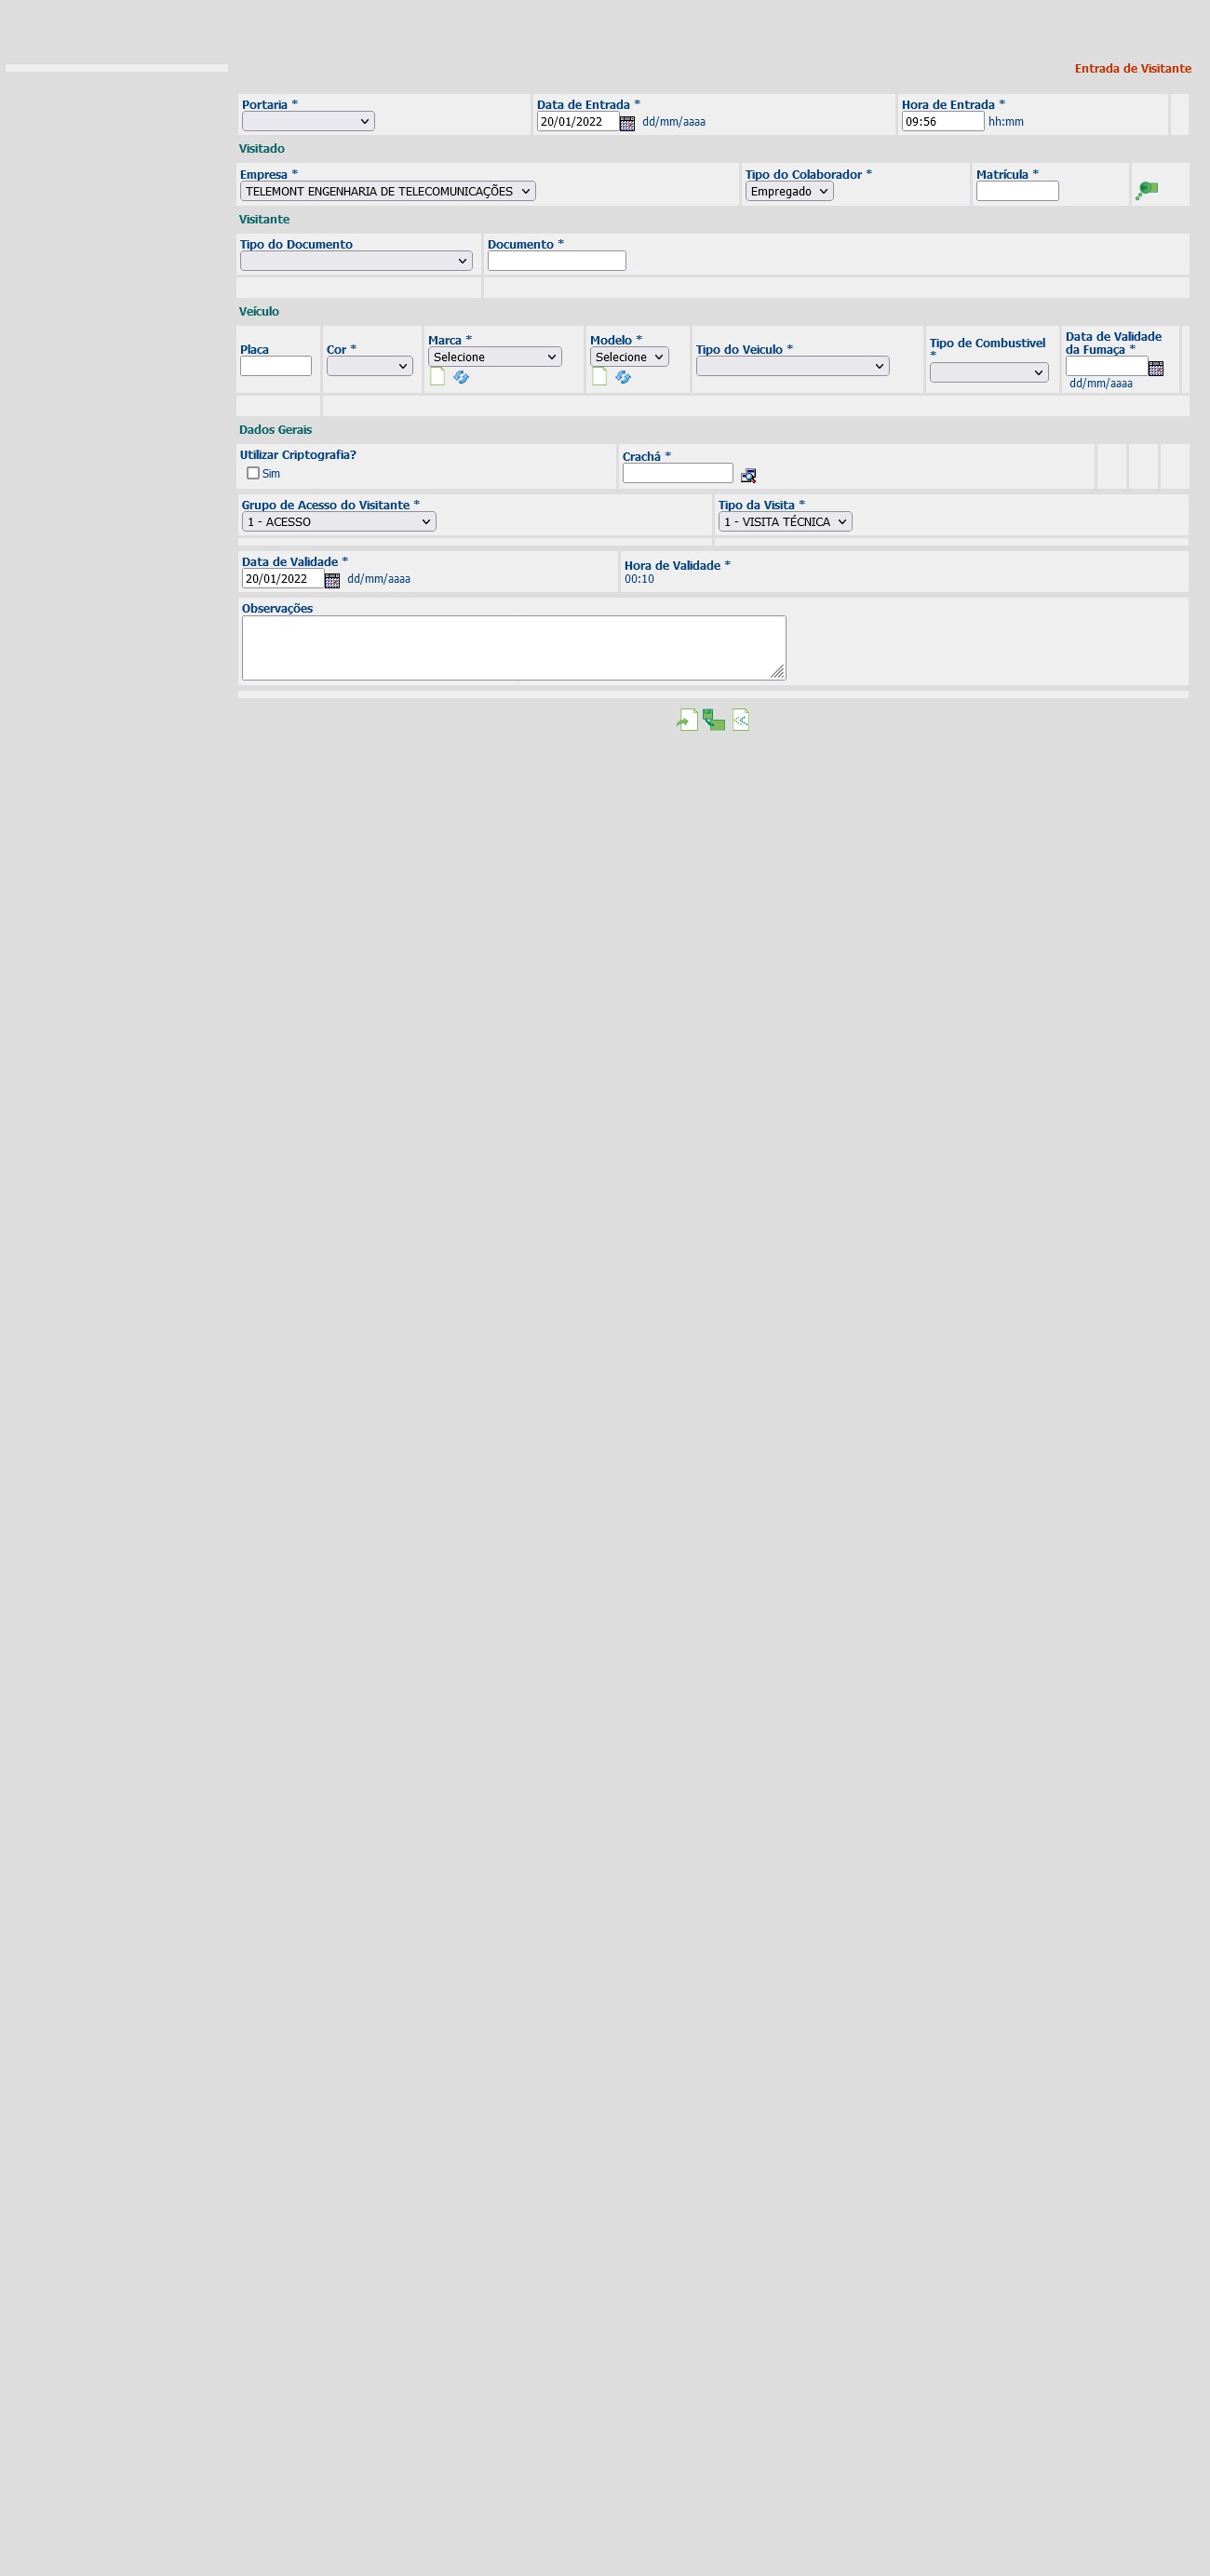 Entrada de Visitante
Portaria * Data de Entrada * Hora de Entrada *
20/01/2022 dd/mm/aaaa 09:56 hh:mm
Visitado
Empresa * Tipo do Colaborador * Matrícula *
TELEMONT ENGENHARIA DE TELECOMUNICAÇÕES Empregado
Visitante
Tipo do Documento Documento *
Veículo
Placa Cor * Marca * Modelo * Tipo do Veiculo * Tipo de Combustivel * Data de Validade da Fumaça *
Selecione Selecione
dd/mm/aaaa
Dados Gerais
Utilizar Criptografia? Crachá *
Sim
Grupo de Acesso do Visitante * Tipo da Visita *
1 - ACESSO 1 - VISITA TÉCNICA
Data de Validade * Hora de Validade *
20/01/2022 dd/mm/aaaa 00:10
Observações